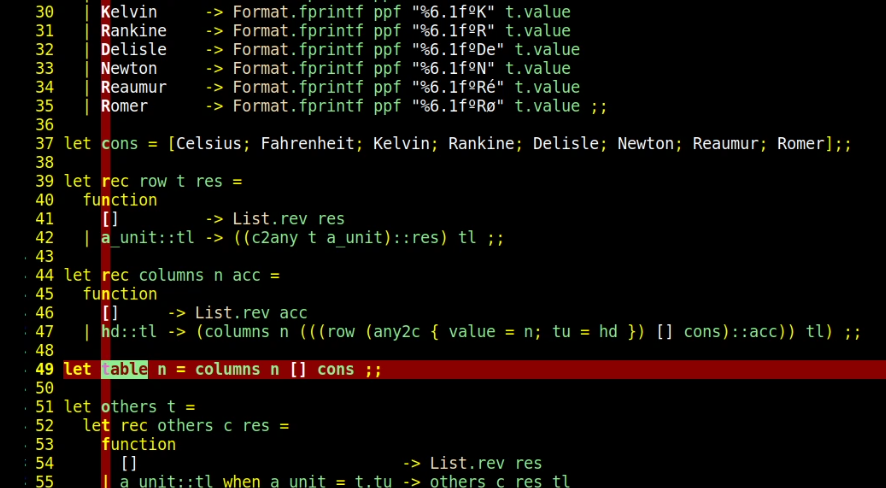 30   | Kelvin    -> Format.fprintf ppf "%6.1fºK" t.value
31   | Rankine   -> Format.fprintf ppf "%6.1fºR" t.value
32   | Delisle   -> Format.fprintf ppf "%6.1fºDe" t.value
33   | Newton    -> Format.fprintf ppf "%6.1fºN" t.value
34   | Reaumur   -> Format.fprintf ppf "%6.1fºRé" t.value
35   | Romer     -> Format.fprintf ppf "%6.1fºRø" t.value ;;
36
37 let cons = [Celsius; Fahrenheit; Kelvin; Rankine; Delisle; Newton; Reaumur; Romer];;
38
39 let rec row t res =
40   function
41     []         -> List.rev res
42   | a_unit::tl -> ((c2any t a_unit)::res) tl ;;
43
44 let rec columns n acc =
45   function
46     []     -> List.rev acc
47   | hd::tl -> (columns n (((row (any2c { value = n; tu = hd }) [] cons)::acc)) tl) ;;
48
49 let table n = columns n [] cons ;;
50
51 let others t =
52   let rec others c res =
53     function
54       []                            -> List.rev res
55     | a_unit::tl when a_unit = t.tu -> others c res tl